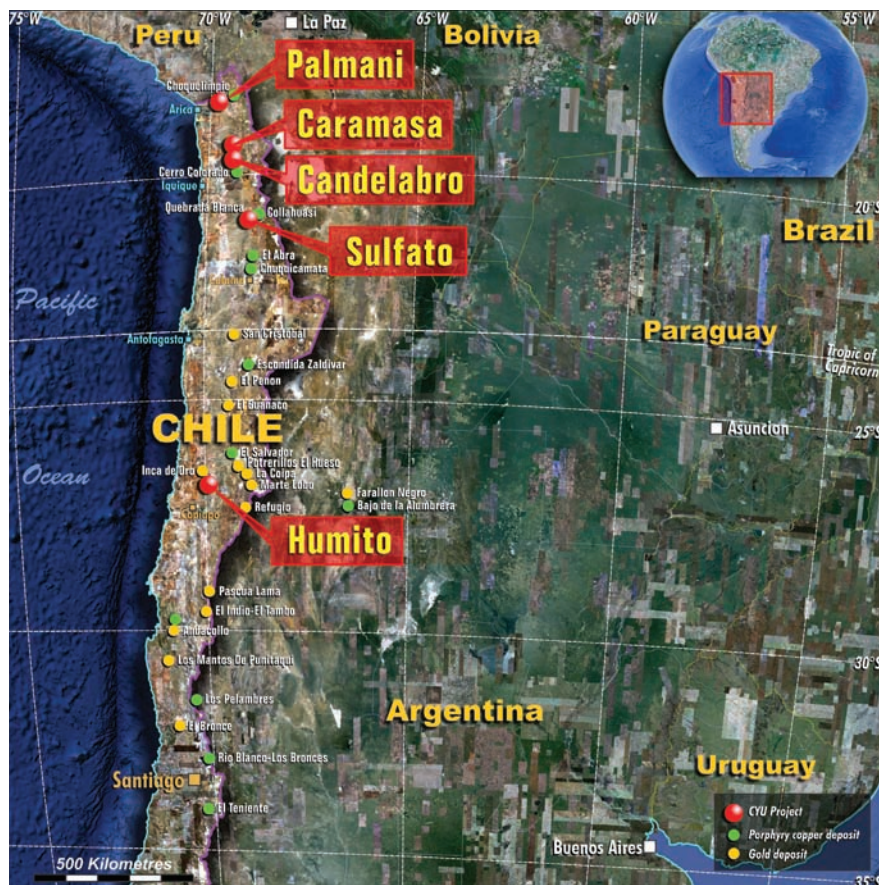 75°W
70°W
La Paz
65°W
60°W
55°W
Peru
Bolivia
Palmani
Choquelimpie
Arica
Caramasa
Cerro Colorado
Candelabro
Iquique
20°S
Quebrada Blanca
Collahuasi
Brazil
Sulfato
El Abra
Chuquicamata
Pacific
Paraguay
Antofagasta
San Cristobal
Tropic of
Capricorn
Escondida Zaldivar
El Penon
El Guanaco
CHILE
Asuncion
25°S
El Salvador
Potrerillos El Hueso
Ocean
Inca de Oro
La Coipa
Marte Lobo
Farallon Negro
Refugio
Bajo de la Alumbrera
Humito
Pascua Lama
El Indio-El Tambo
Andacollo
30°S
Los Mantos De Punitaqui
Los Pelambres
Argentina
El Bronce
Rio Blanco-Los Bronces
Uruguay
Santiago
El Teniente
CYU Project
Porphyry copper deposit
Gold deposit
Buenos Aires
500 Kilometres
35°S